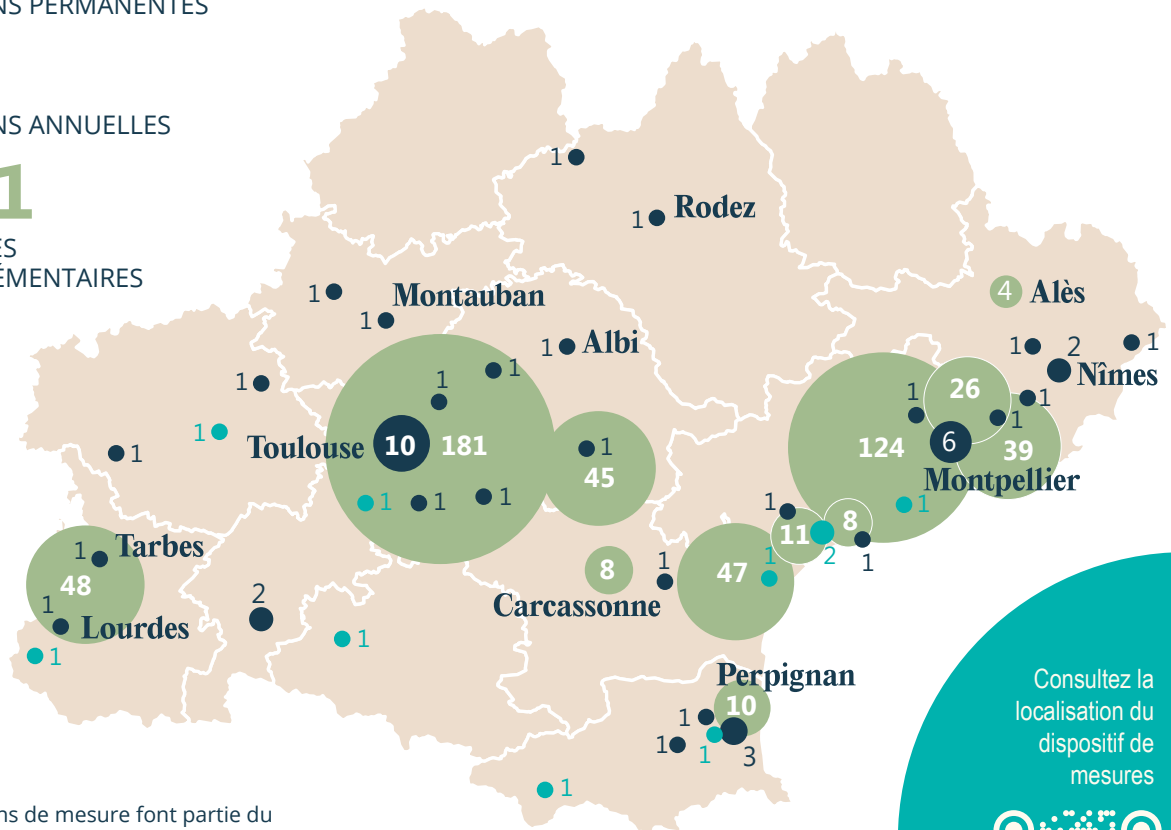 NS PERMANENTES
NS ANNUELLES
1
ES
ÉMENTAIRES
1
1 Rodez
1 Montauban
1
4 Alès
1 Albi
1 2 1
Nîmes
1
1 1
1 26 1
1
1
Toulouse 10 181
1 45
124 6 39
Montpellier
1 1 1
1
1 8
11
2 1
1 Tarbes
48
1 Lourdes
1
2
1
8 1
Carcassonne
47 1
Perpignan
10
1
1 1 3
1
Consultez la
localisation du
dispositif de
mesures
ns de mesure font partie du